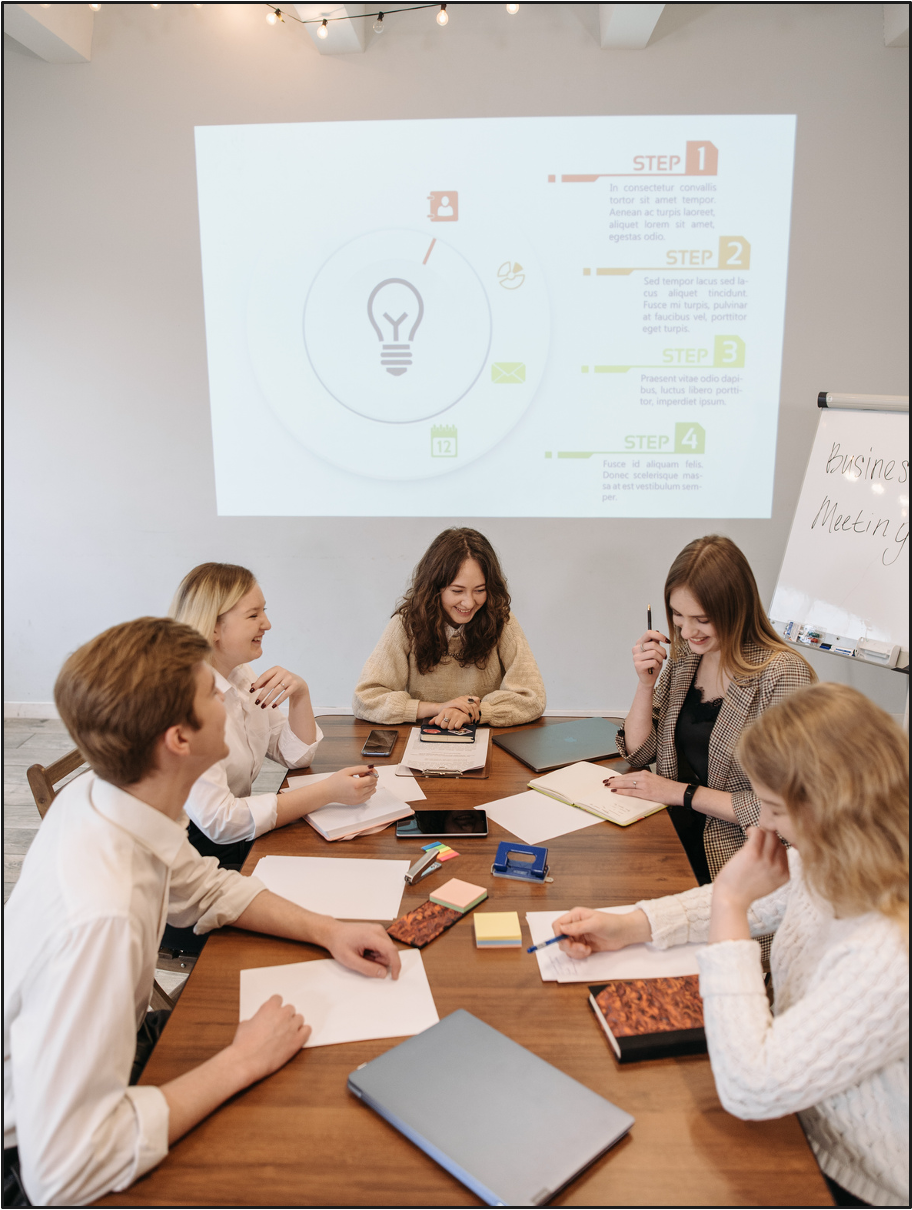 STEP 1
In consectetur convallis
tortor sit amet tempor.
Aenean ac turpis laoreet,
aliquet lorem sit amet,
egestas odio.
STEP 2
Sed tempor lacus sed la-
cus aliquet tincidunt.
Fusce mi turpis, pulvinar
at faucibus vel, porttitor
eget turpis.
STEP 3
Praesent vitae odio dapi-
bus, luctus libero portti-
tor, imperdiet ipsum.
12
STEP 4
Fusce id aliquam felis.
Donec scelerisque mas-
sa at est vestibulum sem-
per.
Busines
Meeting